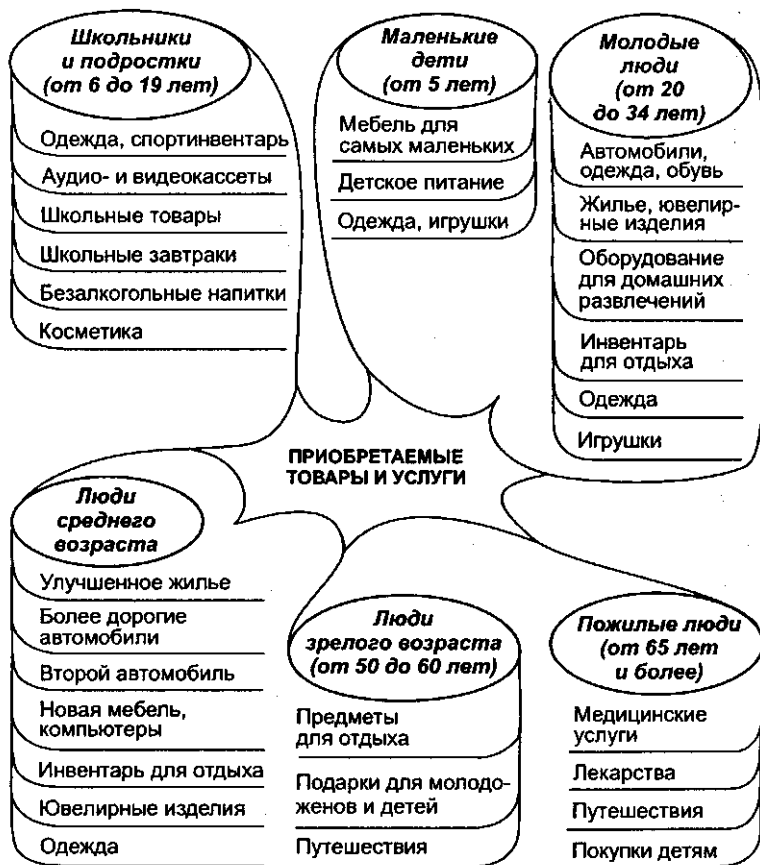 Школьники
и подростки
(от 6 до 19 лет)
Одежда, спортинвентарь
Аудио- и видеокассеты
Школьные товары
Школьные завтраки
Безалкогольные напитки
Косметика
Маленькие
дети
(от 5 лет)
Мебель для
самых маленьких
Детское питание
Одежда, игрушки
Молодые
люди
(от 20
до 34 лет)
Автомобили,
одежда, обувь
Жилье, ювелир-
ные изделия
Оборудование
для домашних
развлечений
Инвентарь
для отдыха
Одежда
Игрушки
ПРИОБРЕТАЕМЫЕ
ТОВАРЫ И УСЛУГИ
Люди
среднего
возраста
Улучшенное жилье
Более дорогие
автомобили
Второй автомобиль
Новая мебель,
компьютеры
Инвентарь для отдыха
Ювелирные изделия
Одежда
Люди
зрелого возраста
(от 50 до 60 лет)
Предметы
для отдыха
Подарки для молодо-
женов и детей
Путешествия
Пожилые люди
(от 65 лет
и более)
Медицинские
услуги
Лекарства
Путешествия
Покупки детям